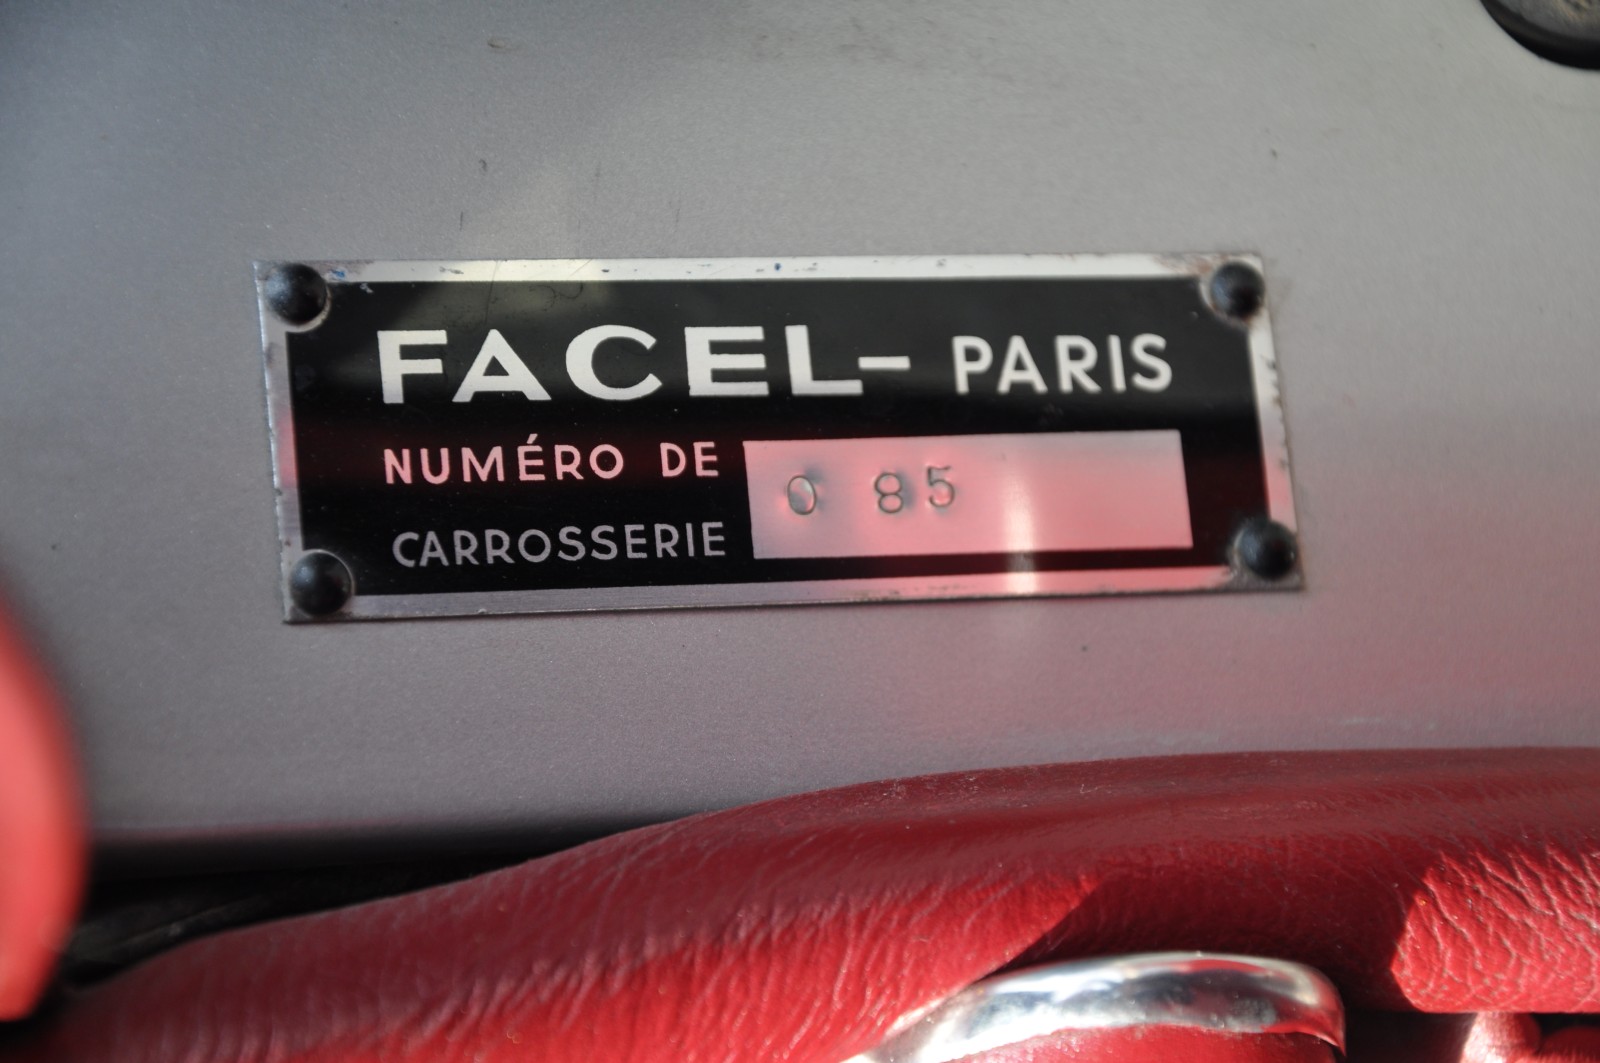 FACEL- PARIS
NUMÉRO DE
CARROSSERIE
0 85